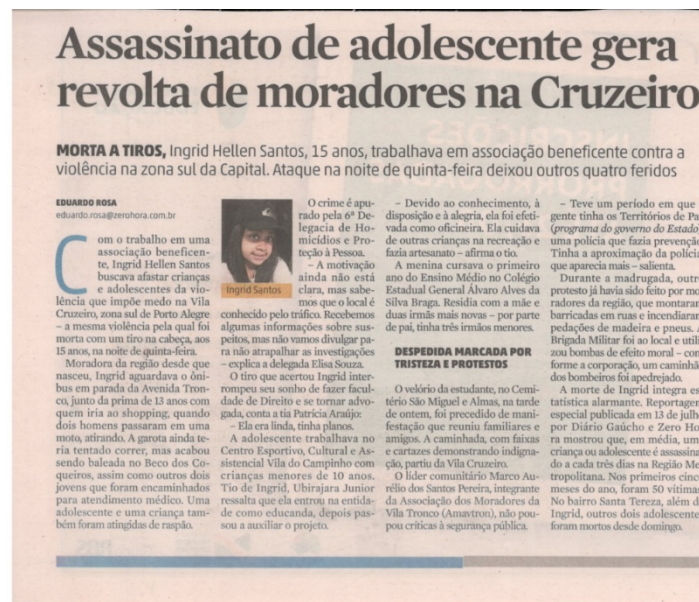 Assassinato de adolescente gera
revolta de moradores na Cruzeiro
MORTA A TIROS, Ingrid Hellen Santos, 15 anos, trabalhava em associação beneficente contra a
violência na zona sul da Capital. Ataque na noite de quinta-feira deixou outros quatro feridos
EDUARDO ROSA
eduardo.rosa@zerohora.com.br
Com o trabalho em uma
associação beneficen-
te, Ingrid Hellen Santos
buscava afastar crianças
e adolescentes da vio-
lência que impõe medo na Vila
Cruzeiro, zona sul de Porto Alegre
– a mesma violência pela qual foi
morta com um tiro na cabeça, aos
15 anos, na noite de quinta-feira.
Moradora da região desde que
nasceu, Ingrid aguardava o ôni-
bus em parada da Avenida Tron-
co, junto da prima de 13 anos com
quem iria ao shopping, quando
dois homens passaram em uma
moto, atirando. A garota ainda te-
ria tentado correr, mas acabou
sendo baleada no Beco dos Co-
queiros, assim como outros dois
jovens que foram encaminhados
para atendimento médico. Uma
adolescente e uma criança tam-
bém foram atingidas de raspão.
Ingrid Santos
O crime é apu-
rado pela 6ª De-
legacia de Ho-
micídios e Pro-
teção à Pessoa.
– A motivação
ainda não está
clara, mas sabe-
mos que o local é
conhecido pelo tráfico. Recebemos
algumas informações sobre sus-
peitos, mas não vamos divulgar pa-
ra não atrapalhar as investigações
– explica a delegada Elisa Souza.
O tiro que acertou Ingrid inter-
rompeu seu sonho de fazer facul-
dade de Direito e se tornar advo-
gada, conta a tia Patrícia Araújo:
– Ela era linda, tinha planos.
A adolescente trabalhava no
Centro Esportivo, Cultural e As-
sistencial Vila do Campinho com
crianças menores de 10 anos.
Tio de Ingrid, Ubirajara Junior
ressalta que ela entrou na entida-
de como educanda, depois pas-
sou a auxiliar o projeto.
– Devido ao conhecimento, à
disposição e à alegria, ela foi efeti-
vada como oficineira. Ela cuidava
de outras crianças na recreação e
fazia artesanato – afirma o tio.
A menina cursava o primeiro
ano do Ensino Médio no Colégio
Estadual General Álvaro Alves da
Silva Braga. Residia com a mãe e
duas irmãs mais novas – por parte
de pai, tinha três irmãos menores.
DESPEDIDA MARCADA POR
TRISTEZA E PROTESTOS
O velório da estudante, no Cemi-
tério São Miguel e Almas, na tarde
de ontem, foi precedido de mani-
festação que reuniu familiares e
amigos. A caminhada, com faixas
e cartazes demonstrando indigna-
ção, partiu da Vila Cruzeiro.
O líder comunitário Marco Au-
rélio dos Santos Pereira, integrante
da Associação dos Moradores da
Vila Tronco (Amavtron), não pou-
pou críticas à segurança pública.
– Teve um período em que
gente tinha os Territórios de Pa
(programa do governo do Estado)
uma polícia que fazia prevençã
Tinha a aproximação da polícia
que aparecia mais – salienta.
Durante a madrugada, outr
protesto já havia sido feito por mo
radores da região, que montara
barricadas em ruas e incendiara
pedações de madeira e pneus. A
Brigada Militar foi ao local e utili
zou bombas de efeito moral – con
forme a corporação, um caminhã
dos bombeiros foi apedrejado.
A morte de Ingrid integra es
tatística alarmante. Reportagem
especial publicada em 13 de julh
por Diário Gaúcho e Zero Ho
ra mostrou que, em média, um
criança ou adolescente é assassina
do a cada três dias na Região Me
tropolitana. Nos primeiros cinc
meses do ano, foram 50 vítimas
No bairro Santa Tereza, além d
Ingrid, outros dois adolescente
foram mortos desde domingo.